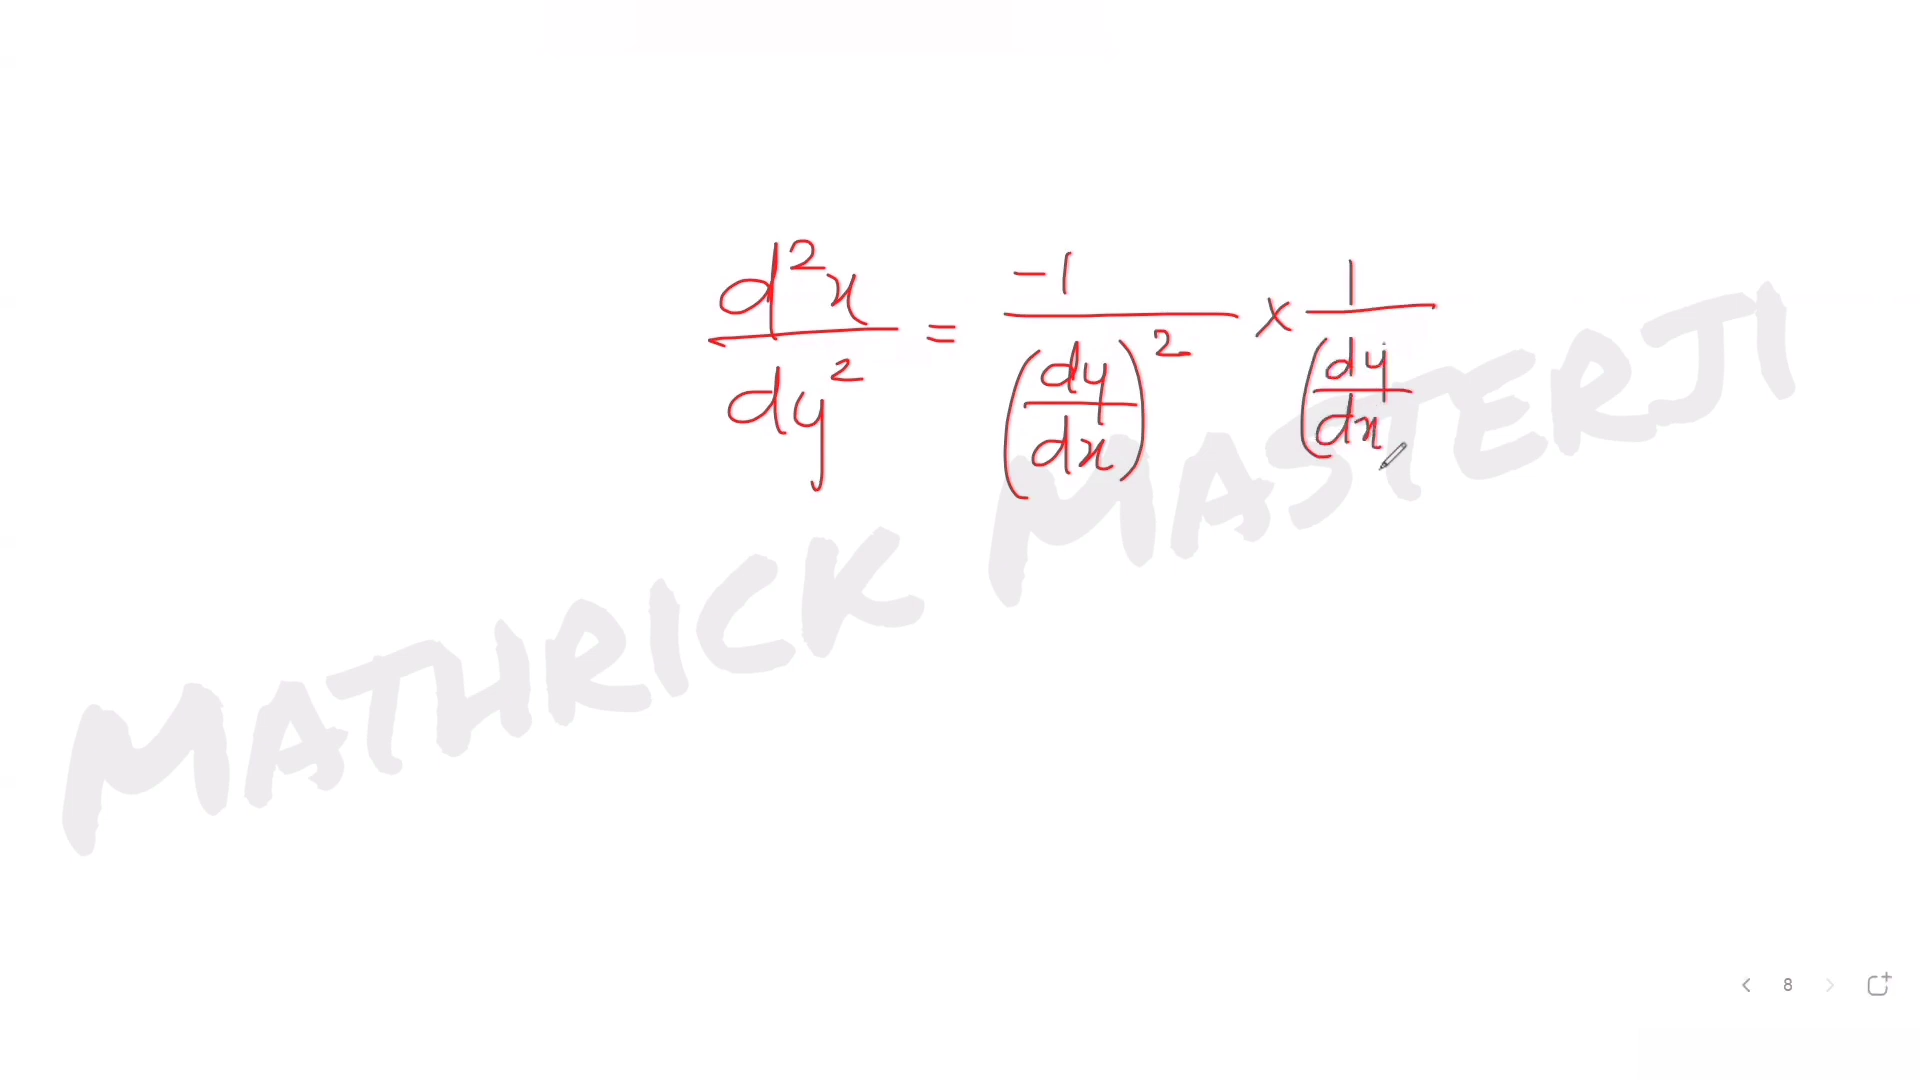 d²x/dy² = -1/(dy/dx)² × 1/(dy/dx
MATHRICK MASTERJI
8